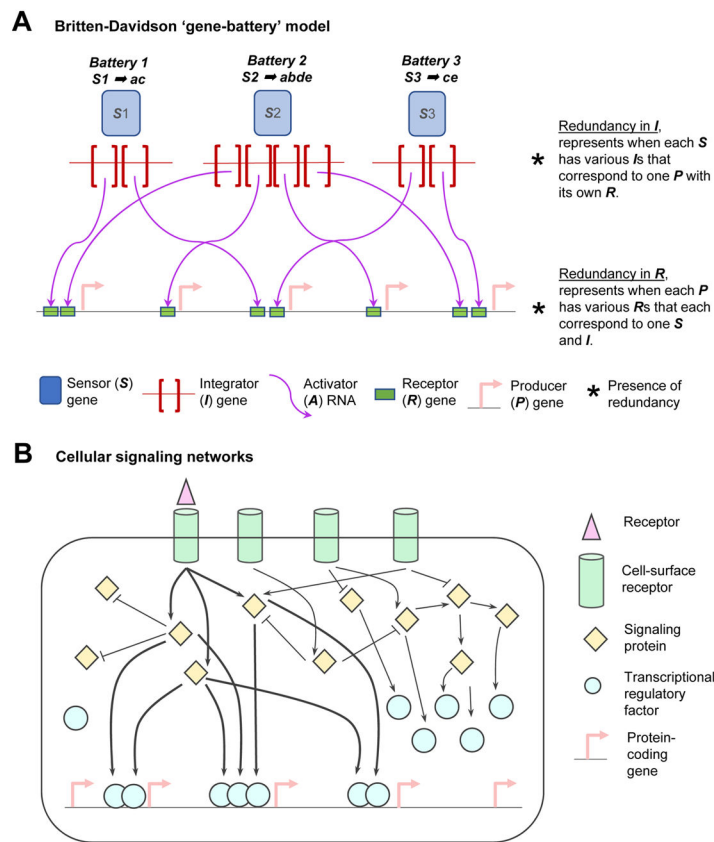 A
Britten-Davidson ‘gene-battery’ model
Battery 1
S1 ➡ ac
Battery 2
S2 ➡ abde
Battery 3
S3 ➡ ce
S1
S2
S3
Redundancy in I,
represents when each S
has various Is that
correspond to one P with
its own R.
*
Redundancy in R,
represents when each P
has various Rs that each
correspond to one S
and I.
*
Sensor (S)
gene
Integrator
(I) gene
Activator
(A) RNA
Receptor
(R) gene
Producer
(P) gene
* Presence of
redundancy
B
Cellular signaling networks
Receptor
Cell-surface
receptor
Signaling
protein
Transcriptional
regulatory
factor
Protein-
coding
gene